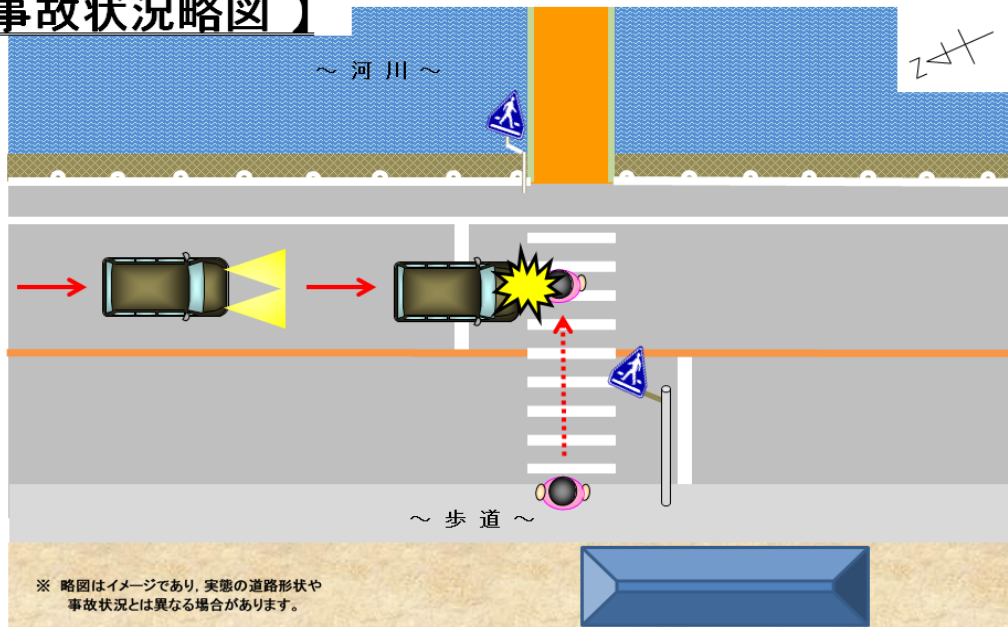 事故状況略図 】
～ 河 川 ～
～ 歩 道 ～
※ 略図はイメージであり，実態の道路形状や
事故状況とは異なる場合があります。